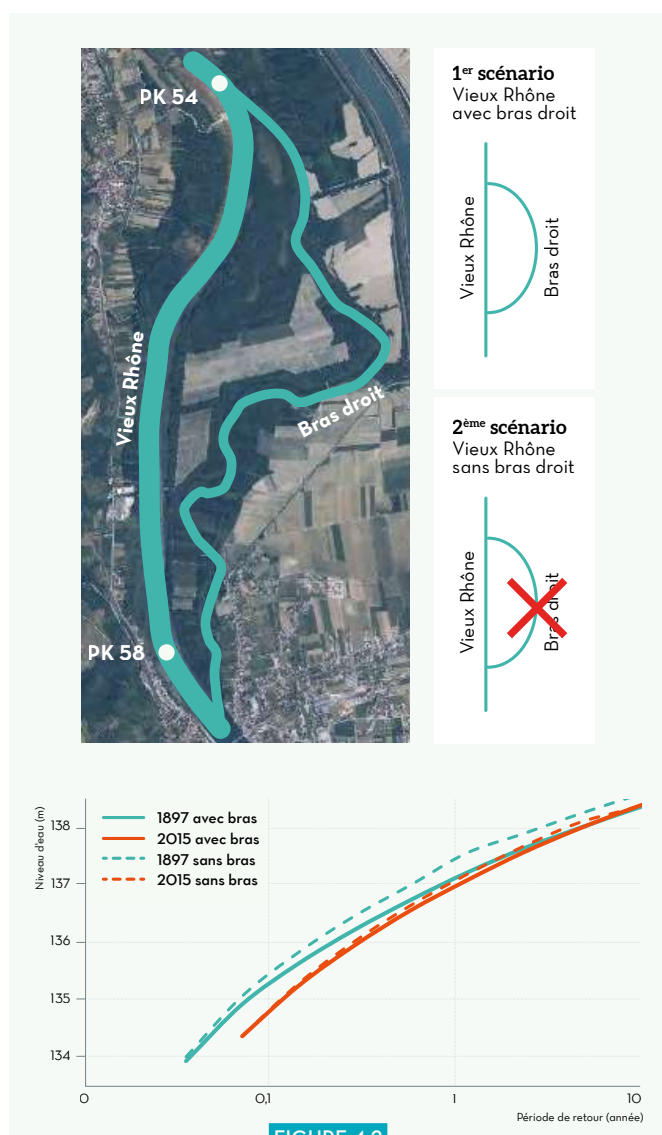 PK 54
Vieux Rhône
Bras droit
PK 58
1er scénario
Vieux Rhône
avec bras droit
Vieux Rhône
Bras droit
2ème scénario
Vieux Rhône
sans bras droit
Vieux Rhône
Bras droit
Niveau d'eau (m)
1897 avec bras
2015 avec bras
1897 sans bras
2015 sans bras
138
137
136
135
134
0
0,1
1
10
Période de retour (année)